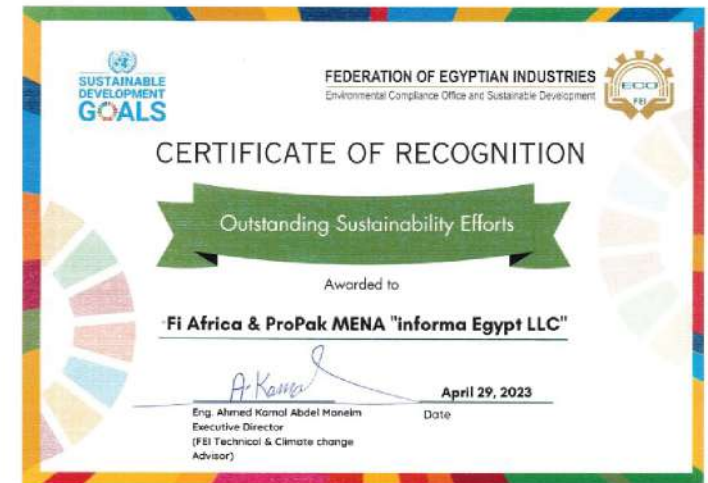 SUSTAINABLE
DEVELOPMENT
GOALS
FEDERATION OF EGYPTIAN INDUSTRIES
Environmental Compliance Office and Sustainable Development
ECO
FEI
CERTIFICATE OF RECOGNITION
Outstanding Sustainability Efforts
Awarded to
Fi Africa & ProPak MENA "informa Egypt LLC"
A. Kamal
April 29, 2023
Eng. Ahmed Kamal Abdel Moneim
Date
Executive Director
(FEI Technical & Climate change
Advisor)